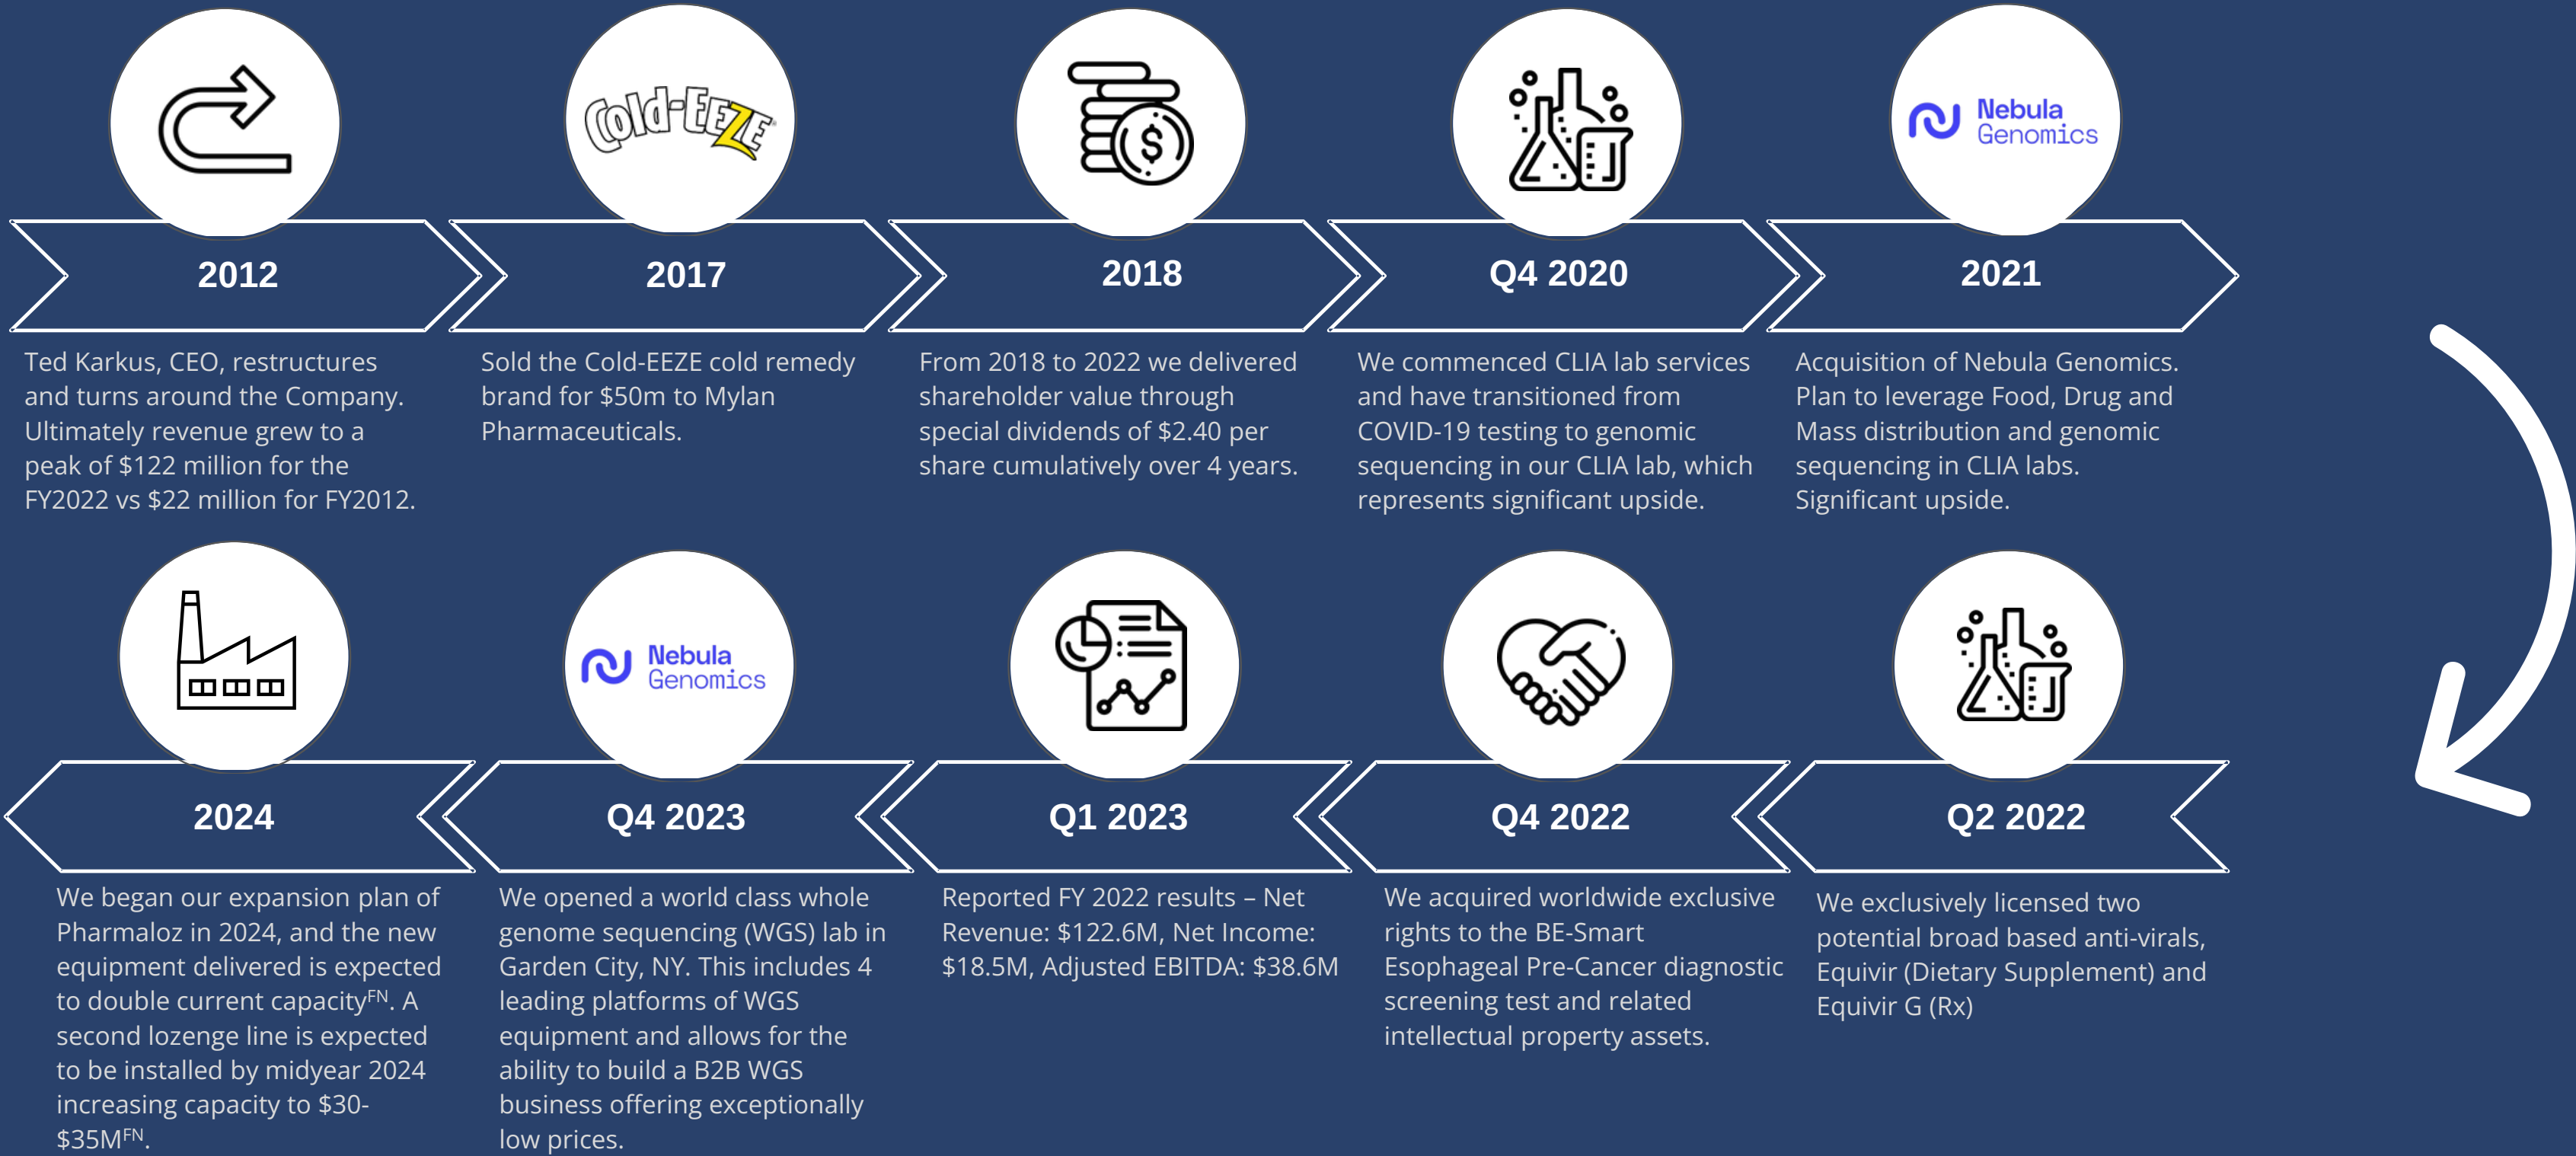 Cold-EEZE
Nebula
Genomics
2012
2017
2018
Q4 2020
2021
Ted Karkus, CEO, restructures
and turns around the Company.
Ultimately revenue grew to a
peak of $122 million for the
FY2022 vs $22 million for FY2012.
Sold the Cold-EEZE cold remedy
brand for $50m to Mylan
Pharmaceuticals.
From 2018 to 2022 we delivered
shareholder value through
special dividends of $2.40 per
share cumulatively over 4 years.
We commenced CLIA lab services
and have transitioned from
COVID-19 testing to genomic
sequencing in our CLIA lab, which
represents significant upside.
Acquisition of Nebula Genomics.
Plan to leverage Food, Drug and
Mass distribution and genomic
sequencing in CLIA labs.
Significant upside.
Q2 2022
We exclusively licensed two
potential broad based anti-virals,
Equivir (Dietary Supplement) and
Equivir G (Rx)
Q4 2022
We acquired worldwide exclusive
rights to the BE-Smart
Esophageal Pre-Cancer diagnostic
screening test and related
intellectual property assets.
Q1 2023
Reported FY 2022 results – Net
Revenue: $122.6M, Net Income:
$18.5M, Adjusted EBITDA: $38.6M
Nebula
Genomics
Q4 2023
We opened a world class whole
genome sequencing (WGS) lab in
Garden City, NY. This includes 4
leading platforms of WGS
equipment and allows for the
ability to build a B2B WGS
business offering exceptionally
low prices.
2024
We began our expansion plan of
Pharmaloz in 2024, and the new
equipment delivered is expected
to double current capacityFN. A
second lozenge line is expected
to be installed by midyear 2024
increasing capacity to $30-
$35MFN.